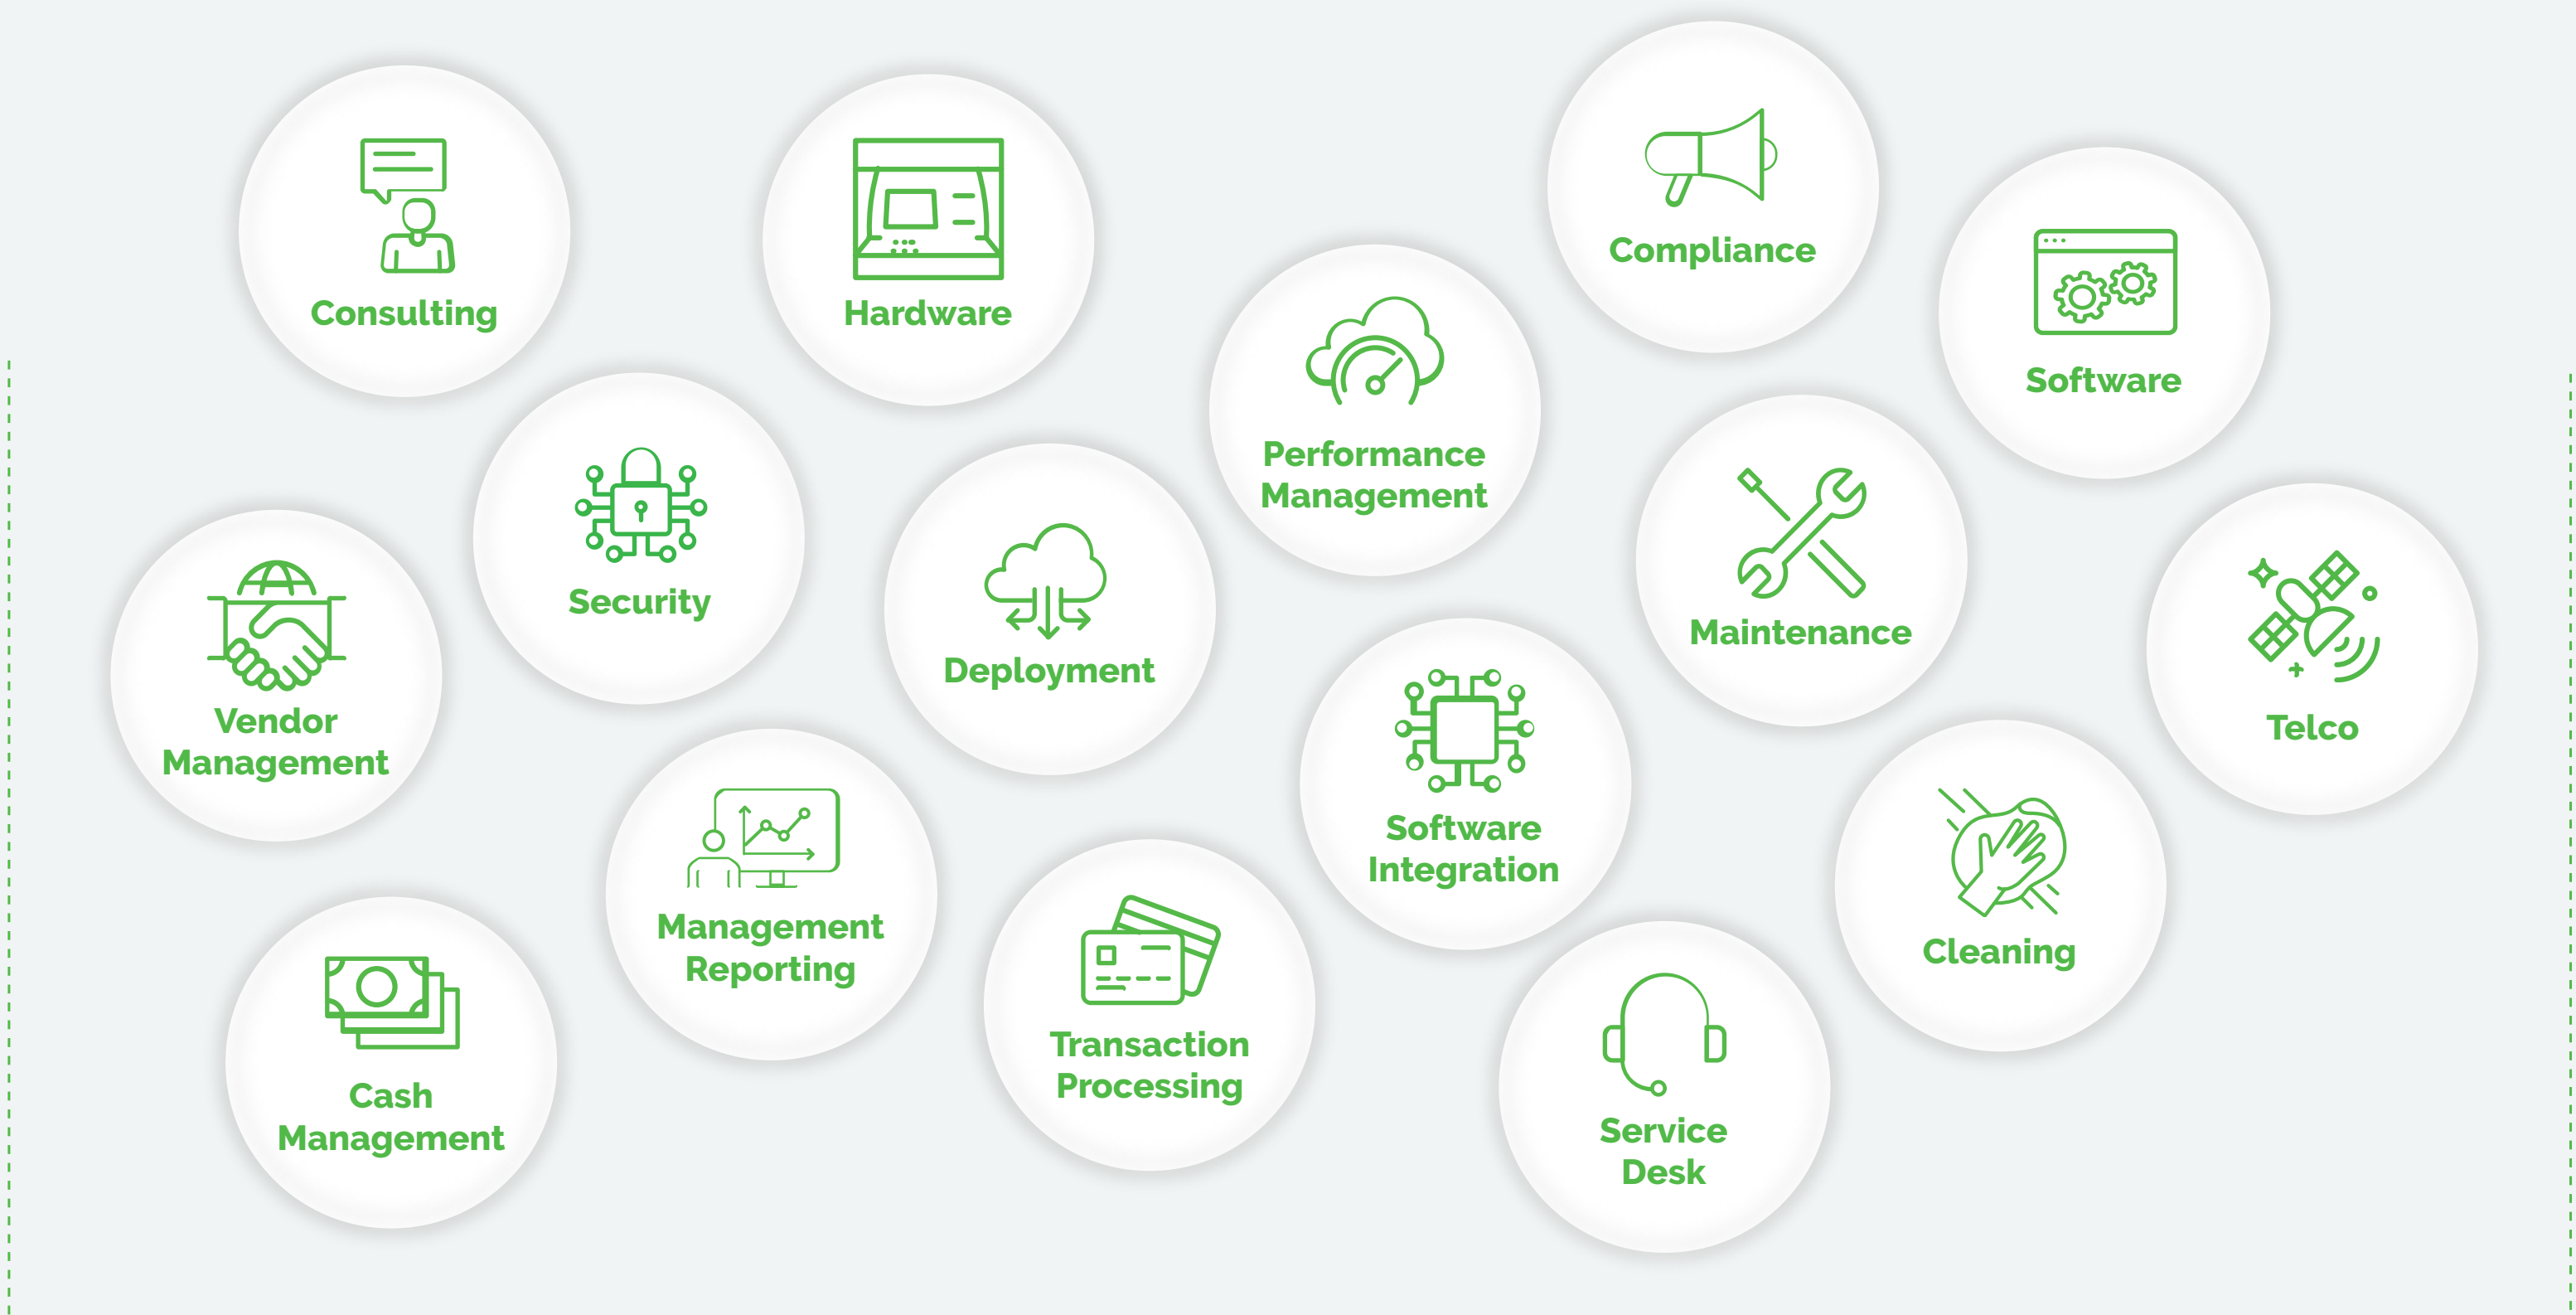 Consulting
Hardware
Compliance
Software
Performance
Management
Security
Maintenance
Deployment
Telco
Vendor
Management
Software
Integration
Management
Reporting
Cleaning
Transaction
Processing
Cash
Management
Service
Desk